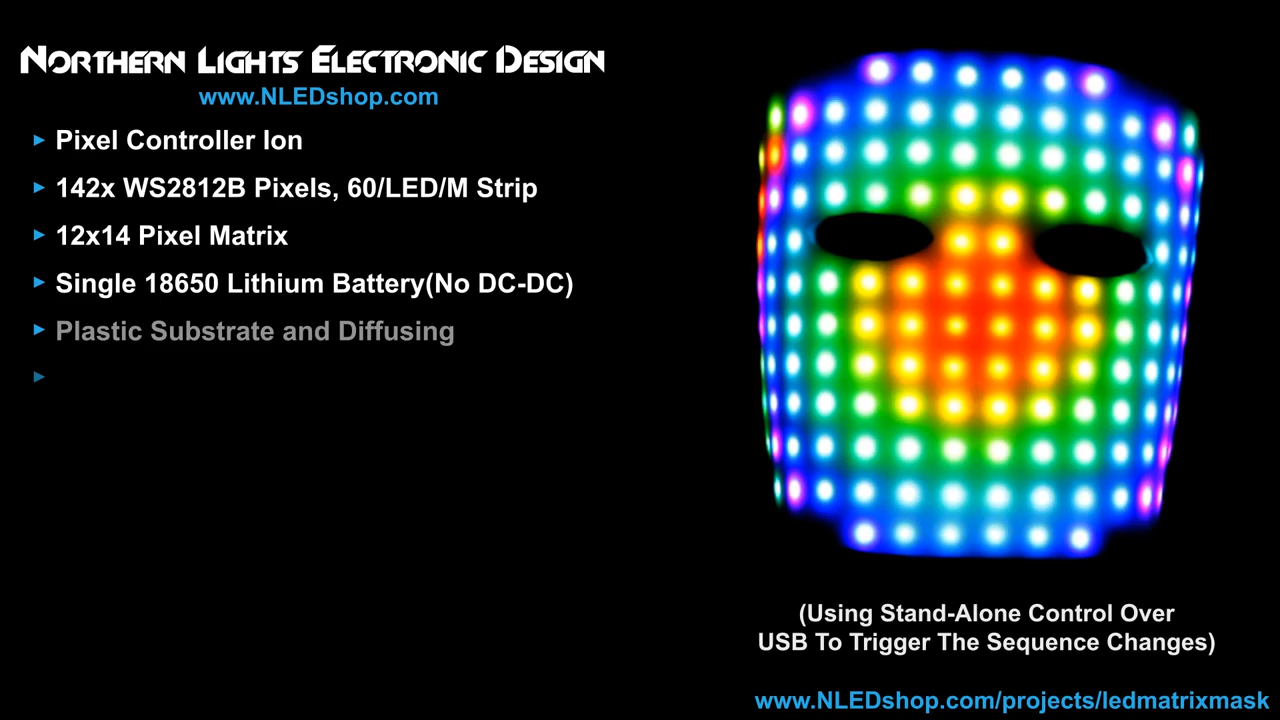 Northern Lights Electronic Design
www.NLEDshop.com
Pixel Controller Ion
142x WS2812B Pixels, 60/LED/M Strip
12x14 Pixel Matrix
Single 18650 Lithium Battery(No DC-DC)
Plastic Substrate and Diffusing
(Using Stand-Alone Control Over
USB To Trigger The Sequence Changes)
www.NLEDshop.com/projects/ledmatrixmask